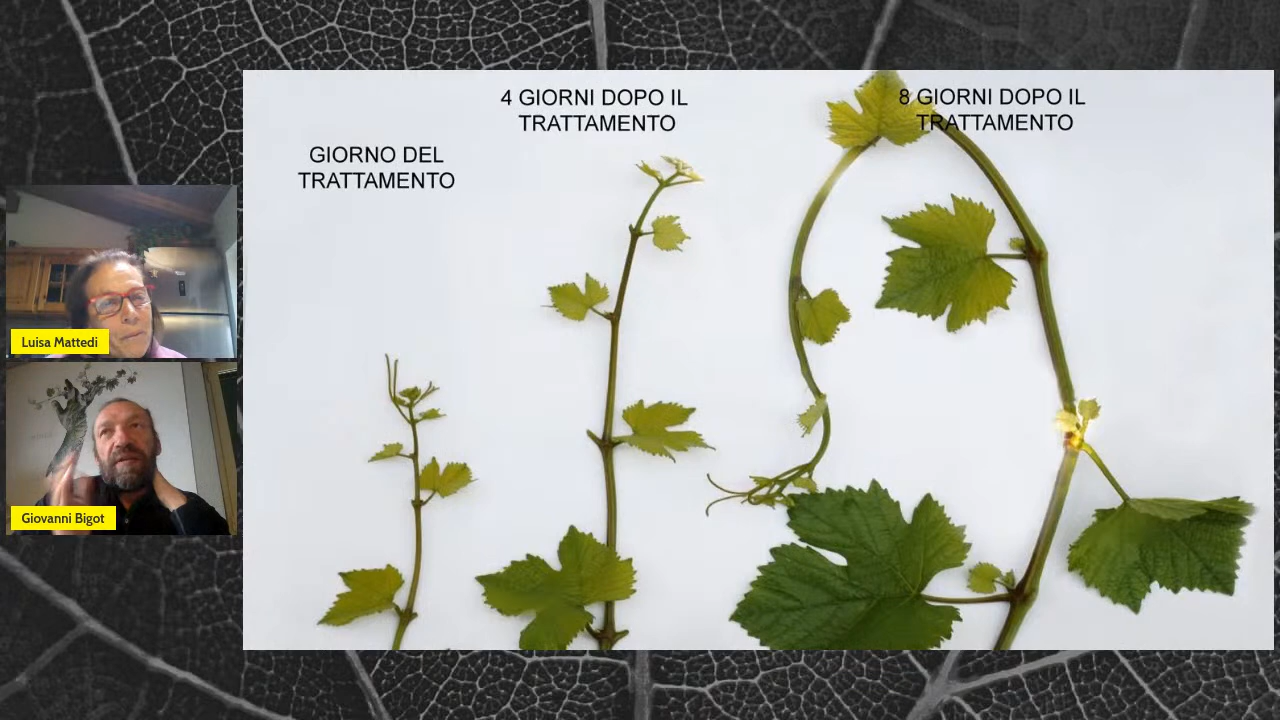 4 GIORNI DOPO IL
TRATTAMENTO
8 GIORNI DOPO IL
TRATTAMENTO
GIORNO DEL
TRATTAMENTO
Luisa Mattedi
Giovanni Bigot